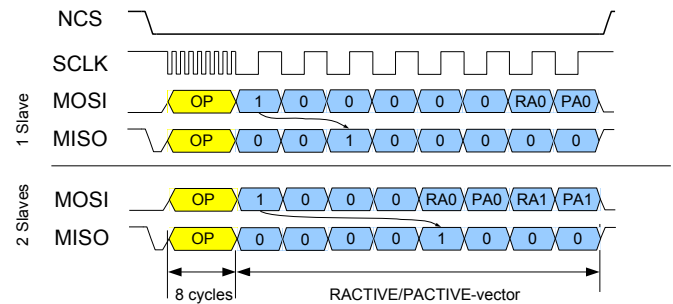 NCS
SCLK
1 Slave
MOSI OP 1 0 0 0 0 0 RA0 PA0
MISO OP 0 0 1 0 0 0 0 0
2 Slaves
MOSI OP 1 0 0 0 RA0 PA0 RA1 PA1
MISO OP 0 0 0 0 1 0 0 0
8 cycles RACTIVE/PACTIVE-vector